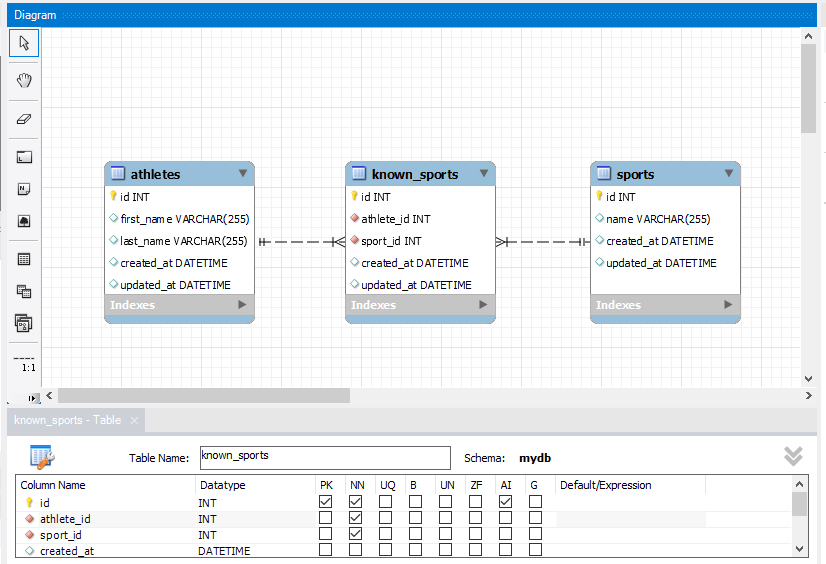 Diagram
athletes
id INT
first_name VARCHAR(255)
last_name VARCHAR(255)
created_at DATETIME
updated_at DATETIME
Indexes
known_sports
id INT
athlete_id INT
sport_id INT
created_at DATETIME
updated_at DATETIME
Indexes
sports
id INT
name VARCHAR(255)
created_at DATETIME
updated_at DATETIME
Indexes
1:1
known_sports - Table
Table Name: known_sports Schema: mydb
Column Name Datatype PK NN UQ B UN ZF AI G Default/Expression
id INT
athlete_id INT
sport_id INT
created_at DATETIME